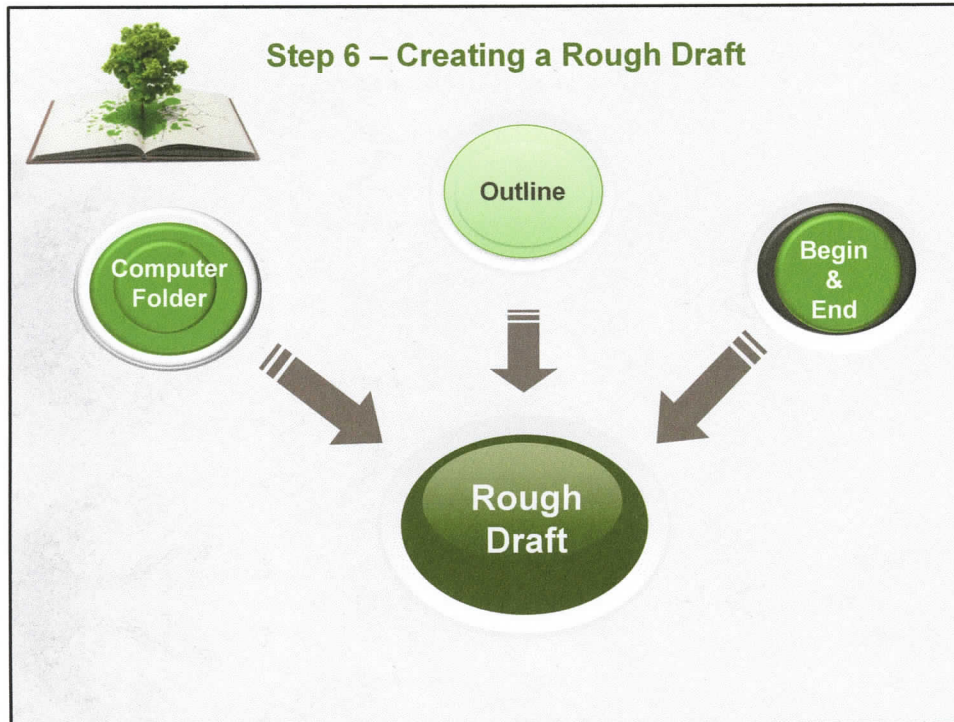 Step 6 – Creating a Rough Draft
Outline
Computer
Folder
Begin
&
End
Rough
Draft